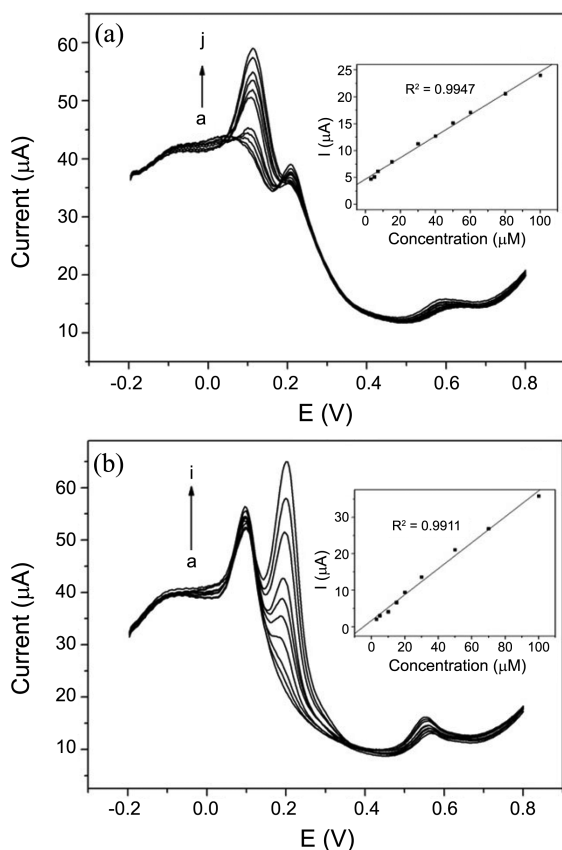 (a)
j
a
60
50
40
30
20
10
Current (μA)
-0.2 0.0 0.2 0.4 0.6 0.8
E (V)
R² = 0.9947
25
20
15
10
5
0
I (μA)
0 20 40 60 80 100
Concentration (μM)
(b)
i
a
60
50
40
30
20
10
Current (μA)
-0.2 0.0 0.2 0.4 0.6 0.8
E (V)
R² = 0.9911
30
20
10
0
I (μA)
0 20 40 60 80 100
Concentration (μM)